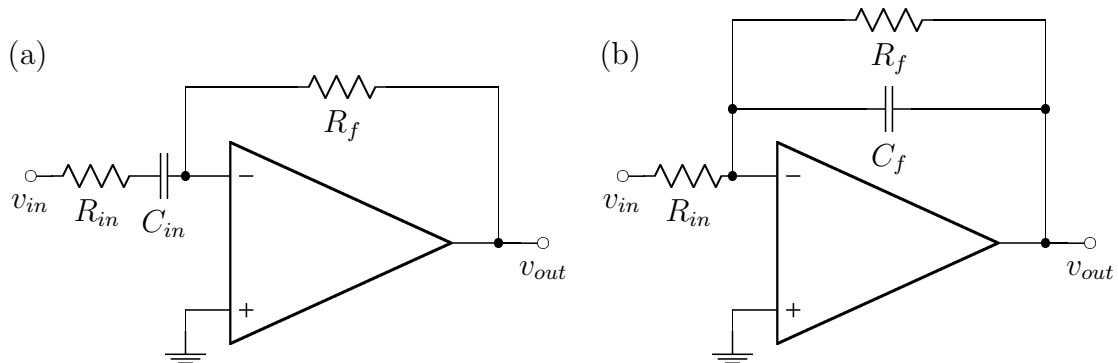 (a)
R_f
v_in
R_in
C_in
−
+
v_out
(b)
R_f
C_f
v_in
R_in
−
+
v_out